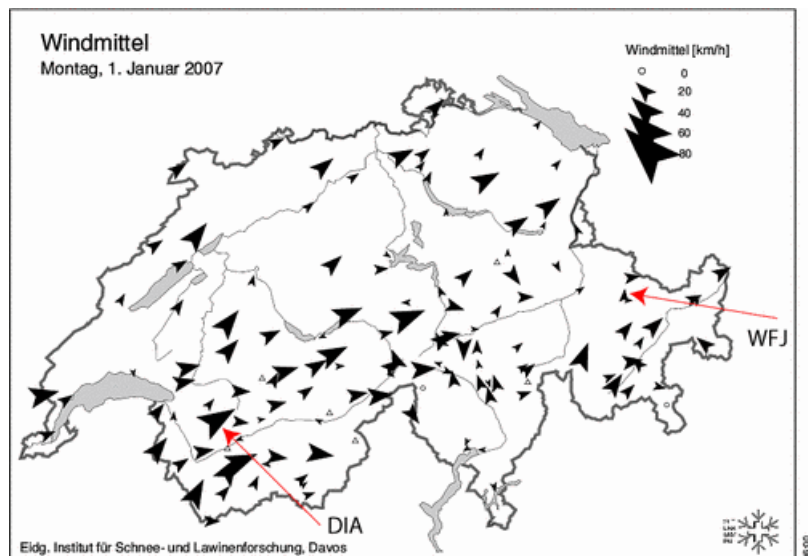 Windmittel
Montag, 1. Januar 2007
Windmittel [km/h]
0
20
40
60
80
WFJ
DIA
Eidg. Institut für Schnee- und Lawinenforschung, Davos